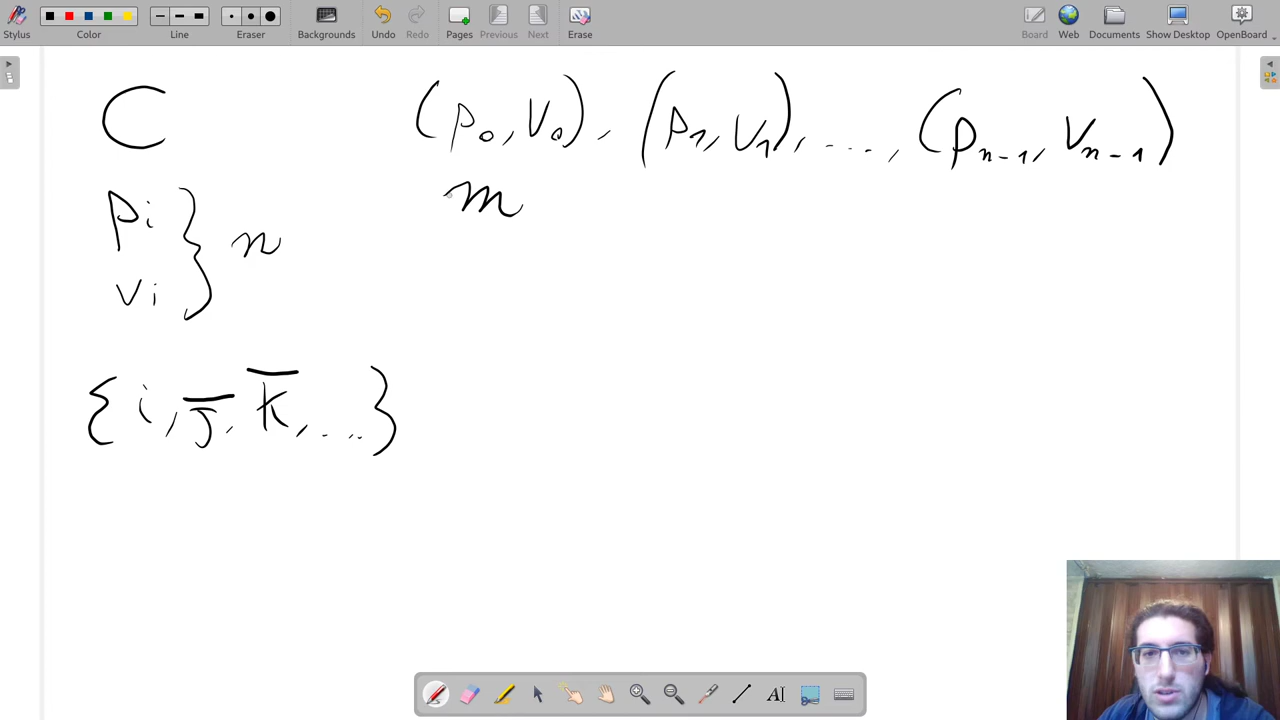 Stylus Color Line Eraser Backgrounds Undo Redo Pages Previous Next Erase Board Web Documents Show Desktop OpenBoard
C (p0, v0), (p1, v1), ...., (pn-1, vn-1)
m
pi
vi } n
{i, j̅, k̅, ...}
AI